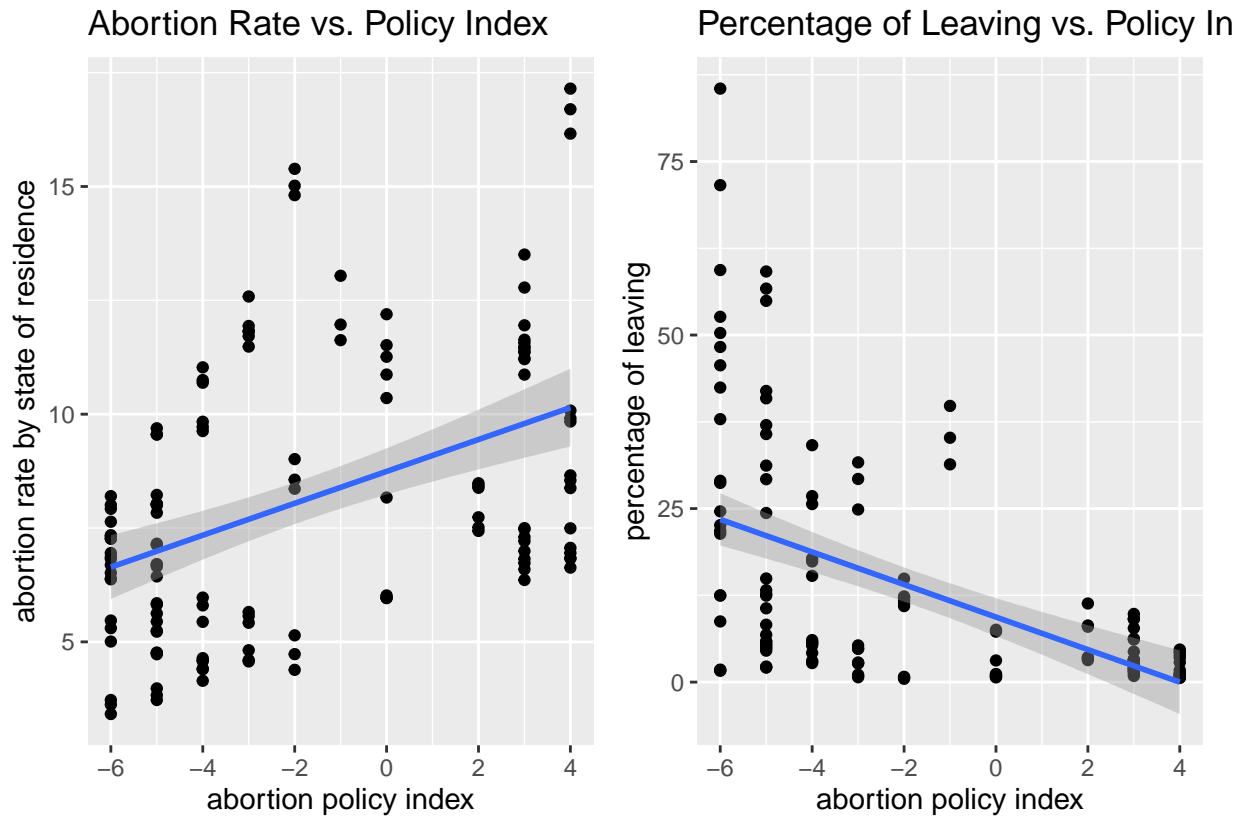 Abortion Rate vs. Policy Index
15
10
5
abortion rate by state of residence
−6 −4 −2 0 2 4
abortion policy index
Percentage of Leaving vs. Policy In
75
50
25
0
percentage of leaving
−6 −4 −2 0 2 4
abortion policy index